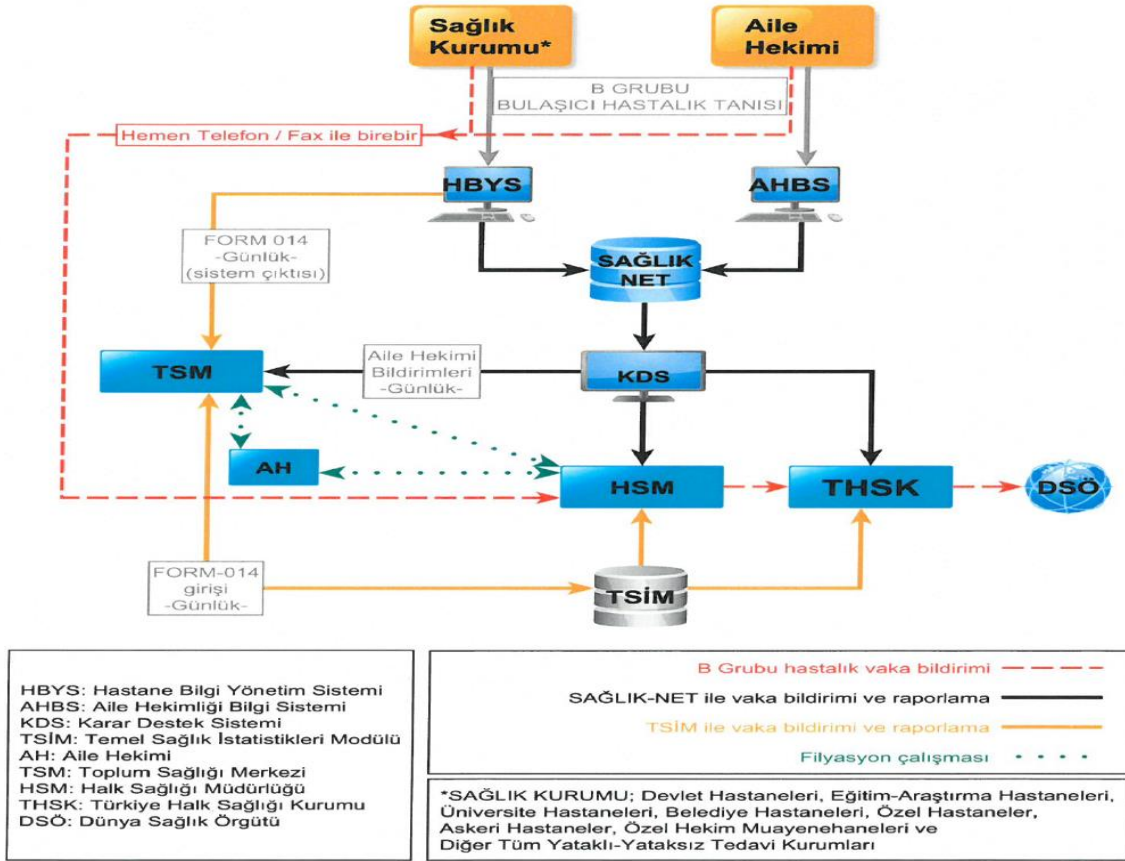 Sağlık
Kurumu*
Aile
Hekimi
B GRUBU
BULAŞICI HASTALIK TANISI
Hemen Telefon / Fax ile birebir
HBYS
AHBS
FORM 014
-Günlük-
(sistem çıktısı)
SAĞLIK
NET
TSM
Aile Hekimi
Bildirimleri
-Günlük-
KDS
AH
HSM
THSK
DSÖ
FORM-014
girişi
-Günlük-
TSİM
HBYS: Hastane Bilgi Yönetim Sistemi
AHBS: Aile Hekimliği Bilgi Sistemi
KDS: Karar Destek Sistemi
TSİM: Temel Sağlık İstatistikleri Modülü
AH: Aile Hekimi
TSM: Toplum Sağlığı Merkezi
HSM: Halk Sağlığı Müdürlüğü
THSK: Türkiye Halk Sağlığı Kurumu
DSÖ: Dünya Sağlık Örgütü
B Grubu hastalık vaka bildirimi
SAĞLIK-NET ile vaka bildirimi ve raporlama
TSİM ile vaka bildirimi ve raporlama
Filyasyon çalışması
*SAĞLIK KURUMU; Devlet Hastaneleri, Eğitim-Araştırma Hastaneleri,
Üniversite Hastaneleri, Belediye Hastaneleri, Özel Hastaneler,
Askeri Hastaneler, Özel Hekim Muayenehaneleri ve
Diğer Tüm Yataklı-Yataksız Tedavi Kurumları